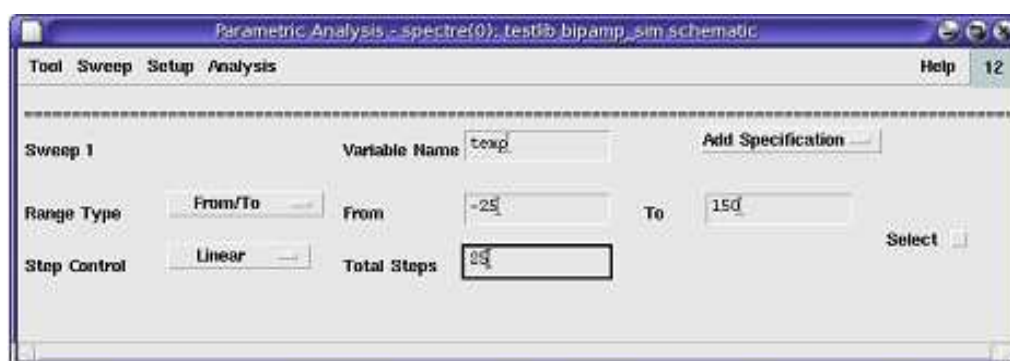 Parametric Analysis - spectre(0): testlib bipamp_sim schematic
Tool Sweep Setup Analysis Help 12
Sweep 1 Variable Name temp Add Specification
Range Type From/To From -25 To 150
Select
Step Control Linear Total Steps 25